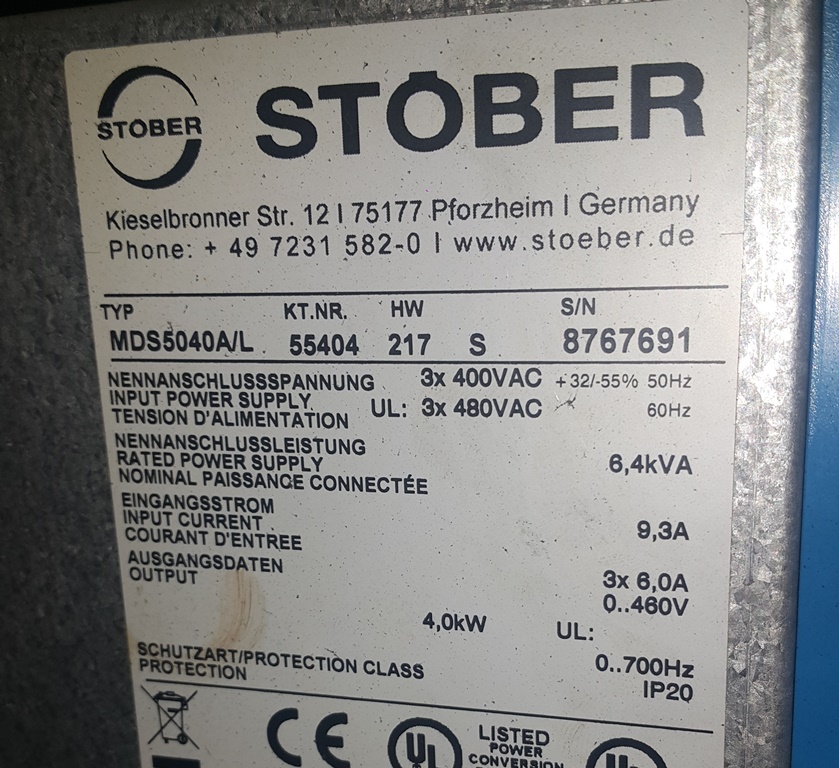 STÖBER
STÖBER
Kieselbronner Str. 12 | 75177 Pforzheim | Germany
Phone: + 49 7231 582-0 | www.stoeber.de
TYP KT.NR. HW S/N
MDS5040A/L 55404 217 S 8767691
NENNANSCHLUSSSPANNUNG 3x 400VAC +32/-55% 50Hz
INPUT POWER SUPPLY UL: 3x 480VAC 60Hz
TENSION D'ALIMENTATION
NENNANSCHLUSSLEISTUNG
RATED POWER SUPPLY 6,4kVA
NOMINAL PAISSANCE CONNECTÉE
EINGANGSSTROM
INPUT CURRENT 9,3A
COURANT D'ENTREE
AUSGANGSDATEN 3x 6,0A
OUTPUT 0..460V
4,0kW UL:
0..700Hz
SCHUTZART/PROTECTION CLASS IP20
PROTECTION
CE UL LISTED
POWER
CONVERSION